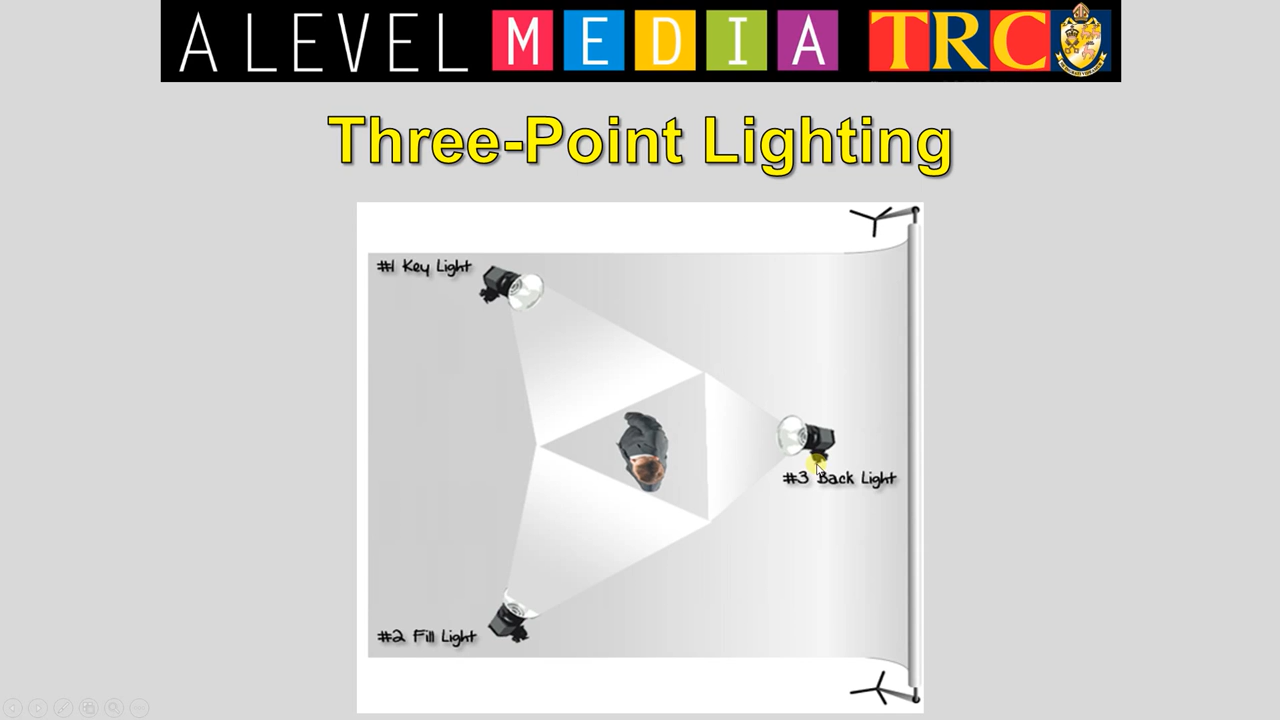 A LEVEL MEDIA TRC
Three-Point Lighting
#1 Key Light
#3 Back Light
#2 Fill Light